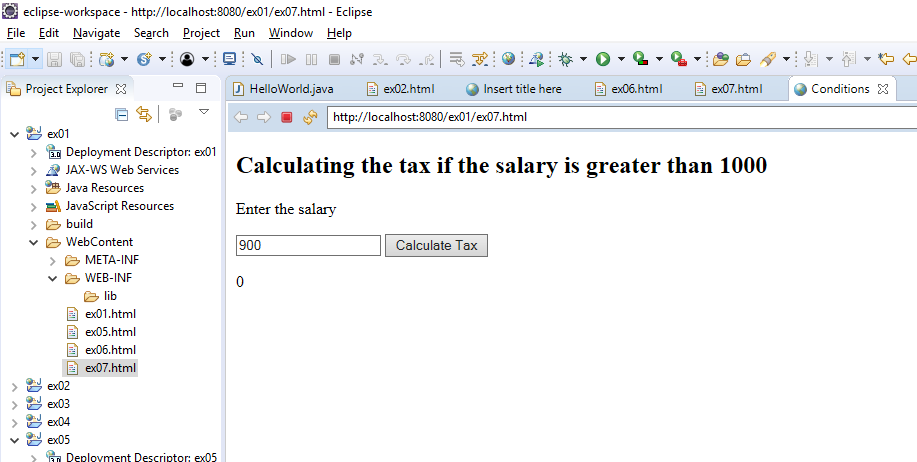 eclipse-workspace - http://localhost:8080/ex01/ex07.html - Eclipse
File Edit Navigate Search Project Run Window Help
Project Explorer
HelloWorld.java ex02.html Insert title here ex06.html ex07.html Conditions
http://localhost:8080/ex01/ex07.html
ex01
3.0 Deployment Descriptor: ex01
JAX-WS Web Services
Java Resources
JavaScript Resources
build
WebContent
META-INF
WEB-INF
lib
ex01.html
ex05.html
ex06.html
ex07.html
ex02
ex03
ex04
ex05
Deployment Descriptor: ex05
Calculating the tax if the salary is greater than 1000
Enter the salary
900 Calculate Tax
0